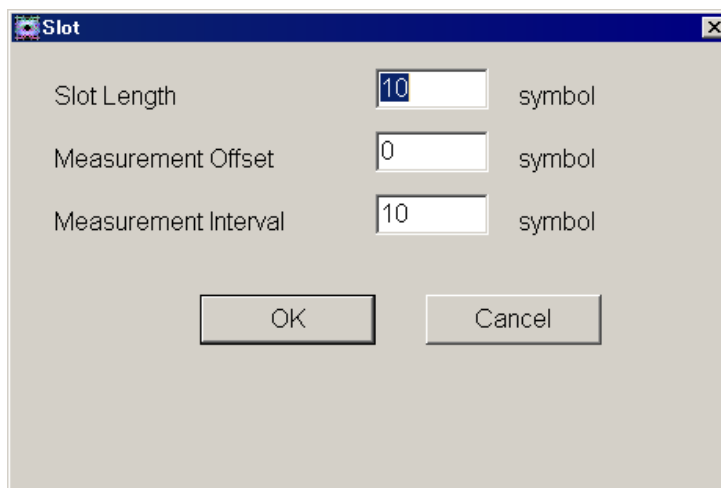 Slot
Slot Length 10 symbol
Measurement Offset 0 symbol
Measurement Interval 10 symbol
OK Cancel